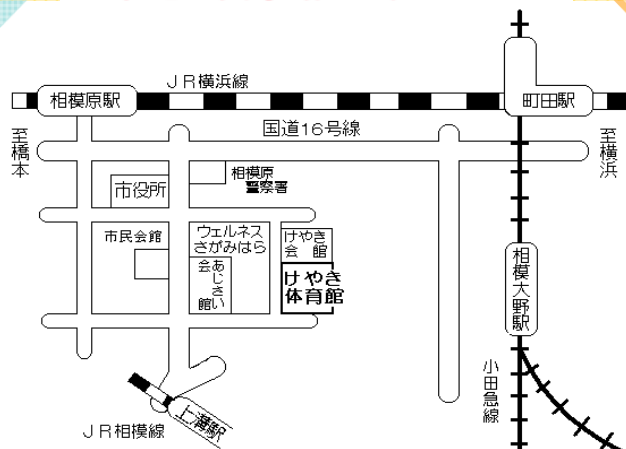 JR横浜線
相模原駅
町田駅
至橋本
国道16号線
至横浜
相模原
警察署
市役所
市民会館
ウェルネス
さがみはら
けやき
会館
あじさい
会館
けやき
体育館
相模大野駅
小田急線
上溝駅
JR相模線